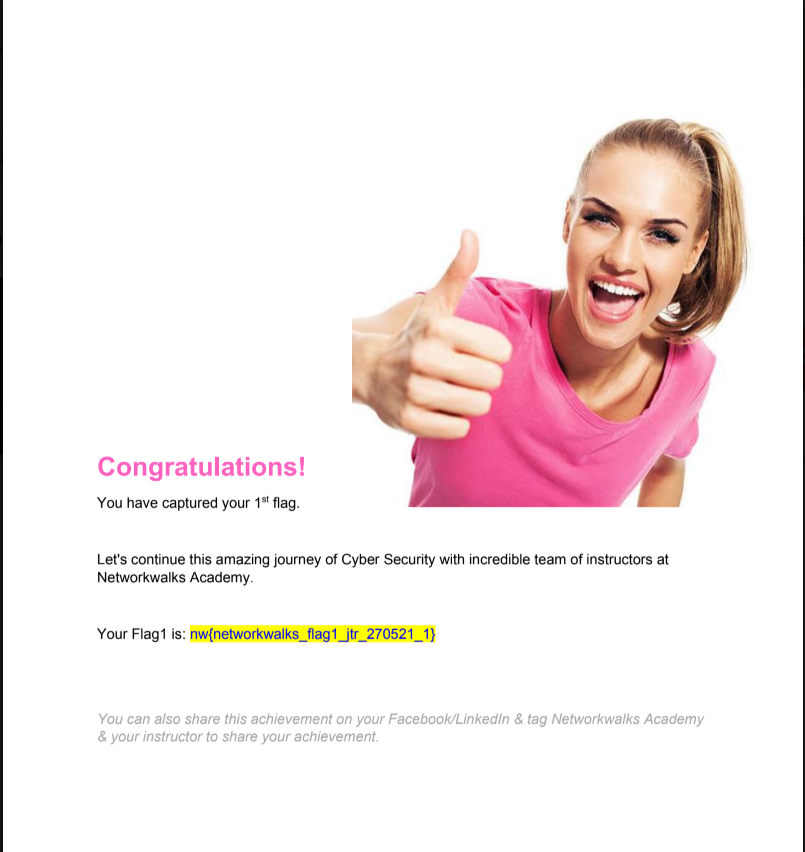 Congratulations!
You have captured your 1st flag.
Let's continue this amazing journey of Cyber Security with incredible team of instructors at
Networkwalks Academy.
Your Flag1 is: nw{networkwalks_flag1_jtr_270521_1}
You can also share this achievement on your Facebook/LinkedIn & tag Networkwalks Academy
& your instructor to share your achievement.